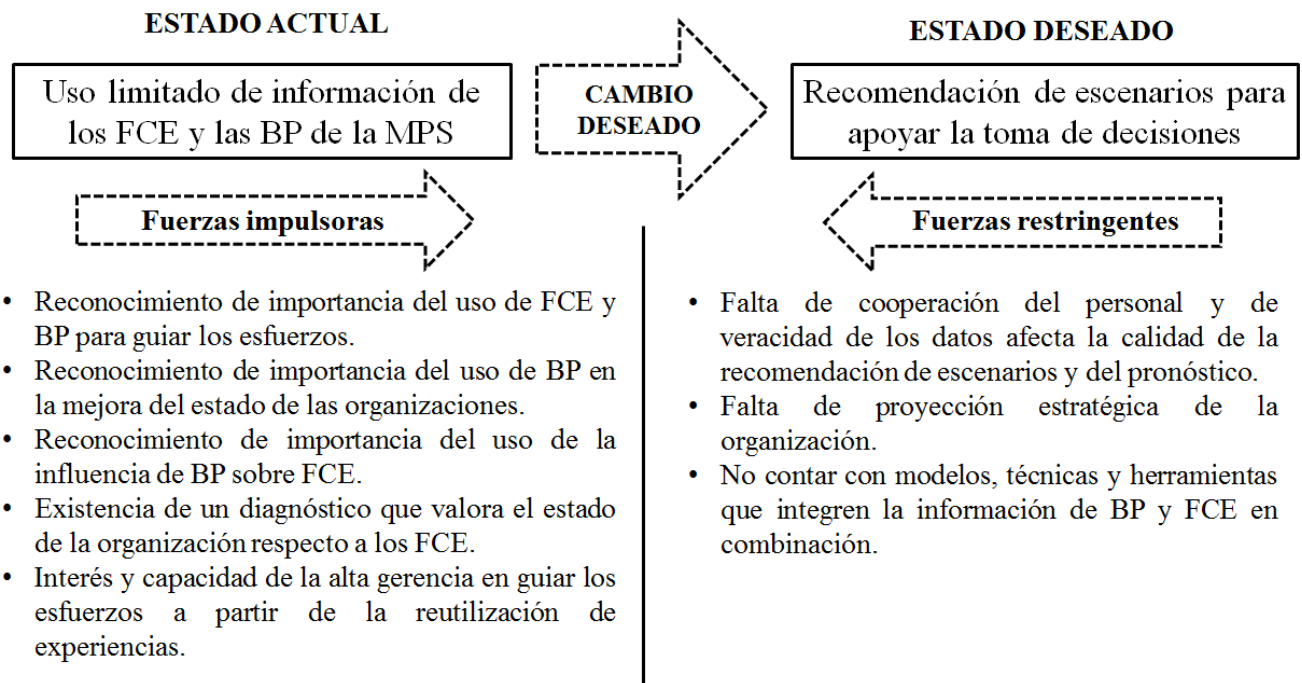 ESTADO ACTUAL
Uso limitado de información de
los FCE y las BP de la MPS
CAMBIO
DESEADO
ESTADO DESEADO
Recomendación de escenarios para
apoyar la toma de decisiones
Fuerzas impulsoras
Fuerzas restringentes
• Reconocimiento de importancia del uso de FCE y
BP para guiar los esfuerzos.
• Reconocimiento de importancia del uso de BP en
la mejora del estado de las organizaciones.
• Reconocimiento de importancia del uso de la
influencia de BP sobre FCE.
• Existencia de un diagnóstico que valora el estado
de la organización respecto a los FCE.
• Interés y capacidad de la alta gerencia en guiar los
esfuerzos a partir de la reutilización de
experiencias.
• Falta de cooperación del personal y de
veracidad de los datos afecta la calidad de la
recomendación de escenarios y del pronóstico.
• Falta de proyección estratégica de la
organización.
• No contar con modelos, técnicas y herramientas
que integren la información de BP y FCE en
combinación.